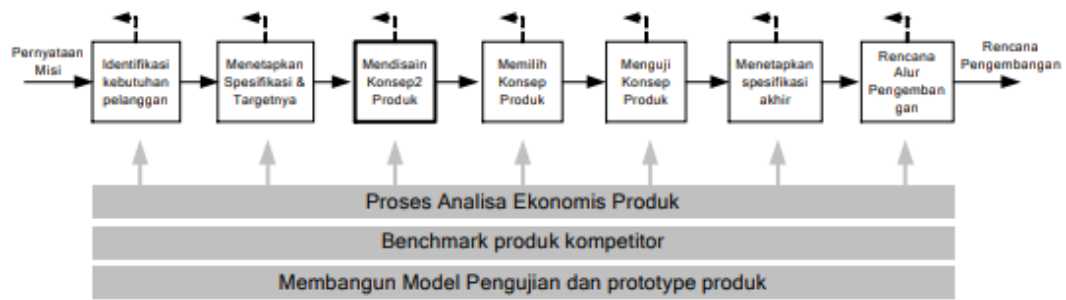 Pernyataan
Misi
Identifikasi
kebutuhan
pelanggan
Menetapkan
Spesifikasi &
Targetnya
Mendisain
Konsep2
Produk
Memilih
Konsep
Produk
Menguji
Konsep
Produk
Menetapkan
spesifikasi
akhir
Rencana
Alur
Pengemban
gan
Rencana
Pengembangan
Proses Analisa Ekonomis Produk
Benchmark produk kompetitor
Membangun Model Pengujian dan prototype produk